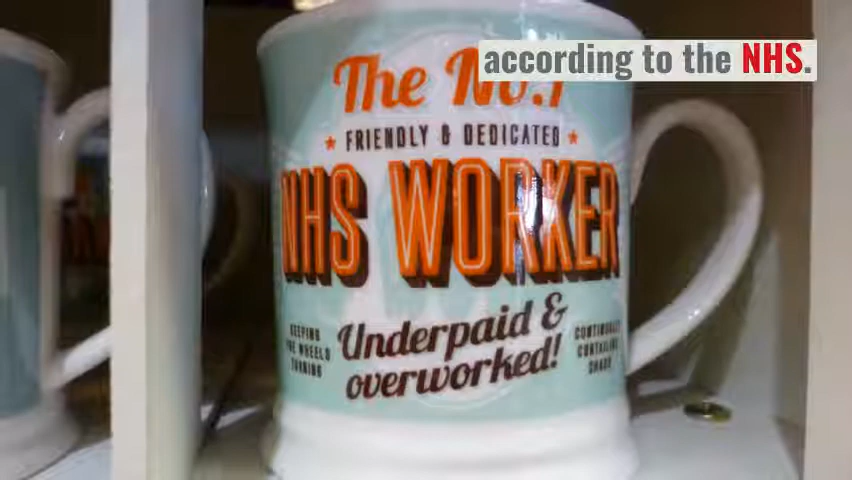 according to the NHS.
The No.1
★ FRIENDLY & DEDICATED ★
NHS WORKER
Underpaid &
overworked!
KEEPING
THE WHEELS
TURNING
CONTINUALLY
CONTAINING
CHAOS